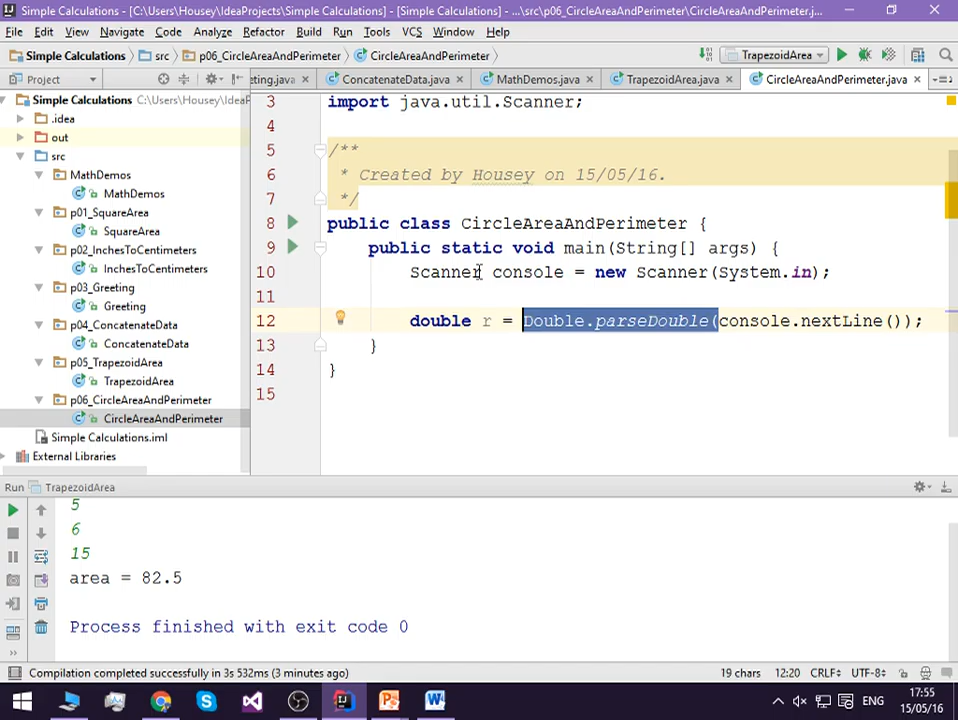 Simple Calculations - [C:\Users\Housey\IdeaProjects\Simple Calculations] - [Simple Calculations] - ...\src\p06_CircleAreaAndPerimeter\CircleAreaAndPerimeter.j...
File Edit View Navigate Code Analyze Refactor Build Run Tools VCS Window Help
Simple Calculations src p06_CircleAreaAndPerimeter CircleAreaAndPerimeter TrapezoidArea
Project eting.java ConcatenateData.java MathDemos.java TrapezoidArea.java CircleAreaAndPerimeter.java
Simple Calculations C:\Users\Housey\IdeaP
.idea
out
src
MathDemos
MathDemos
p01_SquareArea
SquareArea
p02_InchesToCentimeters
InchesToCentimeters
p03_Greeting
Greeting
p04_ConcatenateData
ConcatenateData
p05_TrapezoidArea
TrapezoidArea
p06_CircleAreaAndPerimeter
CircleAreaAndPerimeter
Simple Calculations.iml
External Libraries
3 import java.util.Scanner;
4
5 /**
6 * Created by Housey on 15/05/16.
7 */
8 public class CircleAreaAndPerimeter {
9 public static void main(String[] args) {
10 Scanner console = new Scanner(System.in);
11
12 double r = Double.parseDouble(console.nextLine());
13 }
14 }
15
Run TrapezoidArea
5
6
15
area = 82.5
Process finished with exit code 0
Compilation completed successfully in 3s 532ms (3 minutes ago) 19 chars 12:20 CRLF UTF-8
ENG 17:55
15/05/16